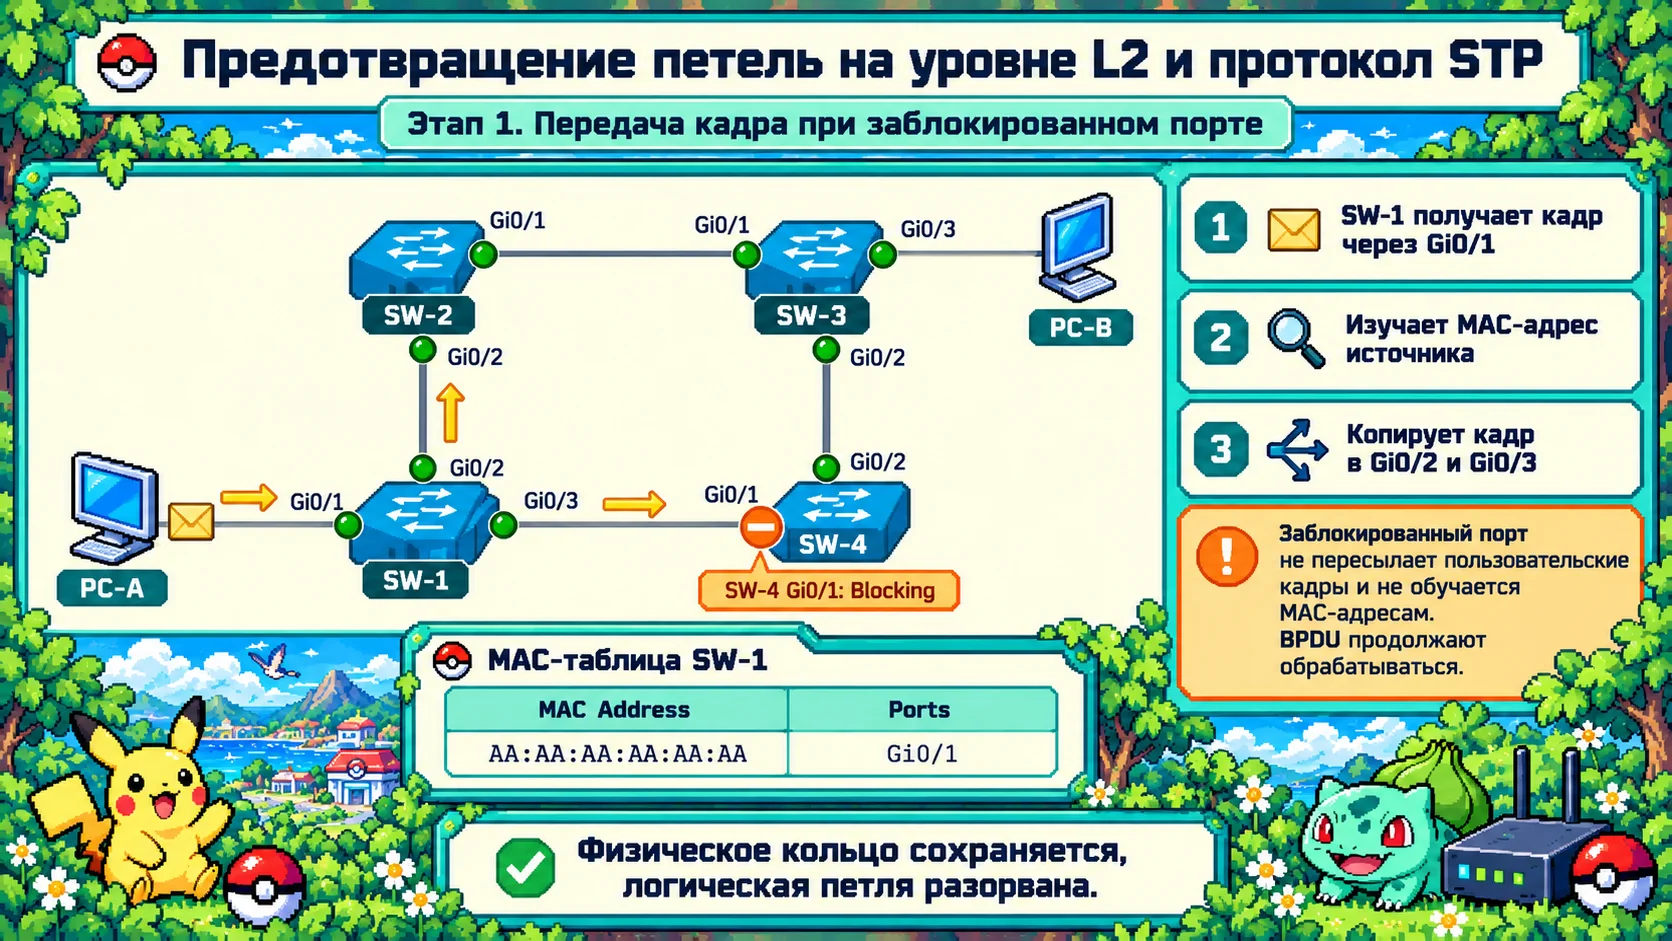 Предотвращение петель на уровне L2 и протокол STP
Этап 1. Передача кадра при заблокированном порте
Gi0/1
Gi0/1
Gi0/3
SW-2
SW-3
PC-B
Gi0/2
Gi0/2
Gi0/2
Gi0/2
Gi0/1
Gi0/3
Gi0/1
SW-4
PC-A
SW-1
SW-4 Gi0/1: Blocking
1
SW-1 получает кадр
через Gi0/1
2
Изучает MAC-адрес
источника
3
Копирует кадр
в Gi0/2 и Gi0/3
!
Заблокированный порт
не пересылает пользовательские
кадры и не обучается
MAC-адресам.
BPDU продолжают
обрабатываться.
MAC-таблица SW-1
MAC Address
Ports
AA:AA:AA:AA:AA:AA
Gi0/1
Физическое кольцо сохраняется,
логическая петля разорвана.